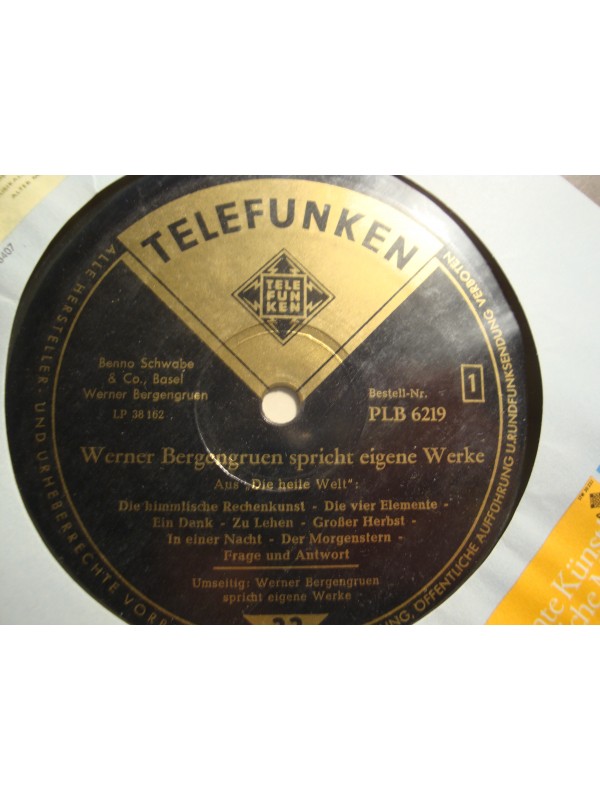 TELEFUNKEN
TELE
FUN
KEN
Benno Schwabe
& Co., Basel
Werner Bergengruen
LP 38162
Bestell-Nr.
PLB 6219
1
Werner Bergengruen spricht eigene Werke
Aus „Die heile Welt":
Die himmlische Rechenkunst - Die vier Elemente -
Ein Dank - Zu Lehen - Großer Herbst -
In einer Nacht - Der Morgenstern -
Frage und Antwort
Umseitig: Werner Bergengruen
spricht eigene Werke
33
ALLE HERSTELLER - UND URHEBERRECHTE
ÖFFENTLICHE AUFFÜHRUNG U. RUNDFUNKSENDUNG VERBOTEN
6407